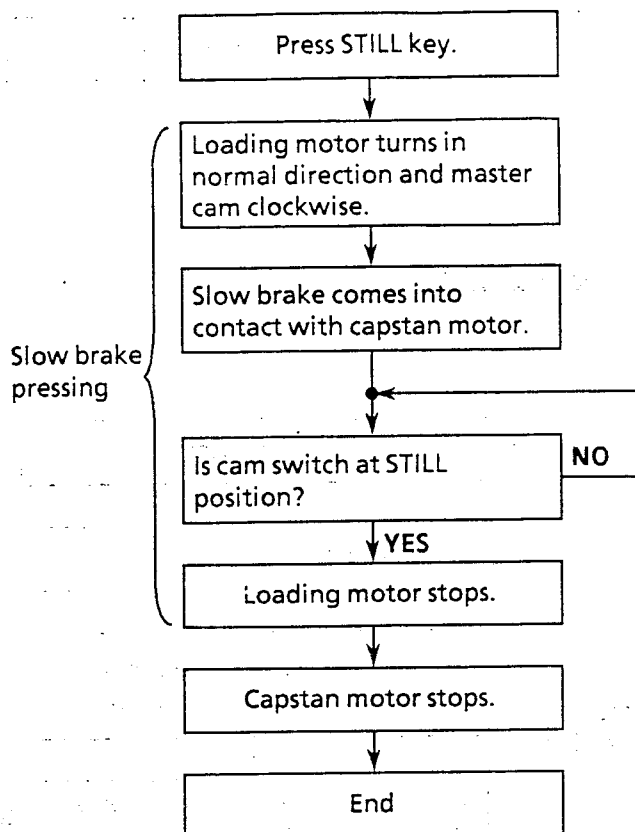 Press STILL key.
Loading motor turns in
normal direction and master
cam clockwise.
Slow brake comes into
contact with capstan motor.
Slow brake
pressing
Is cam switch at STILL
position?
NO
YES
Loading motor stops.
Capstan motor stops.
End